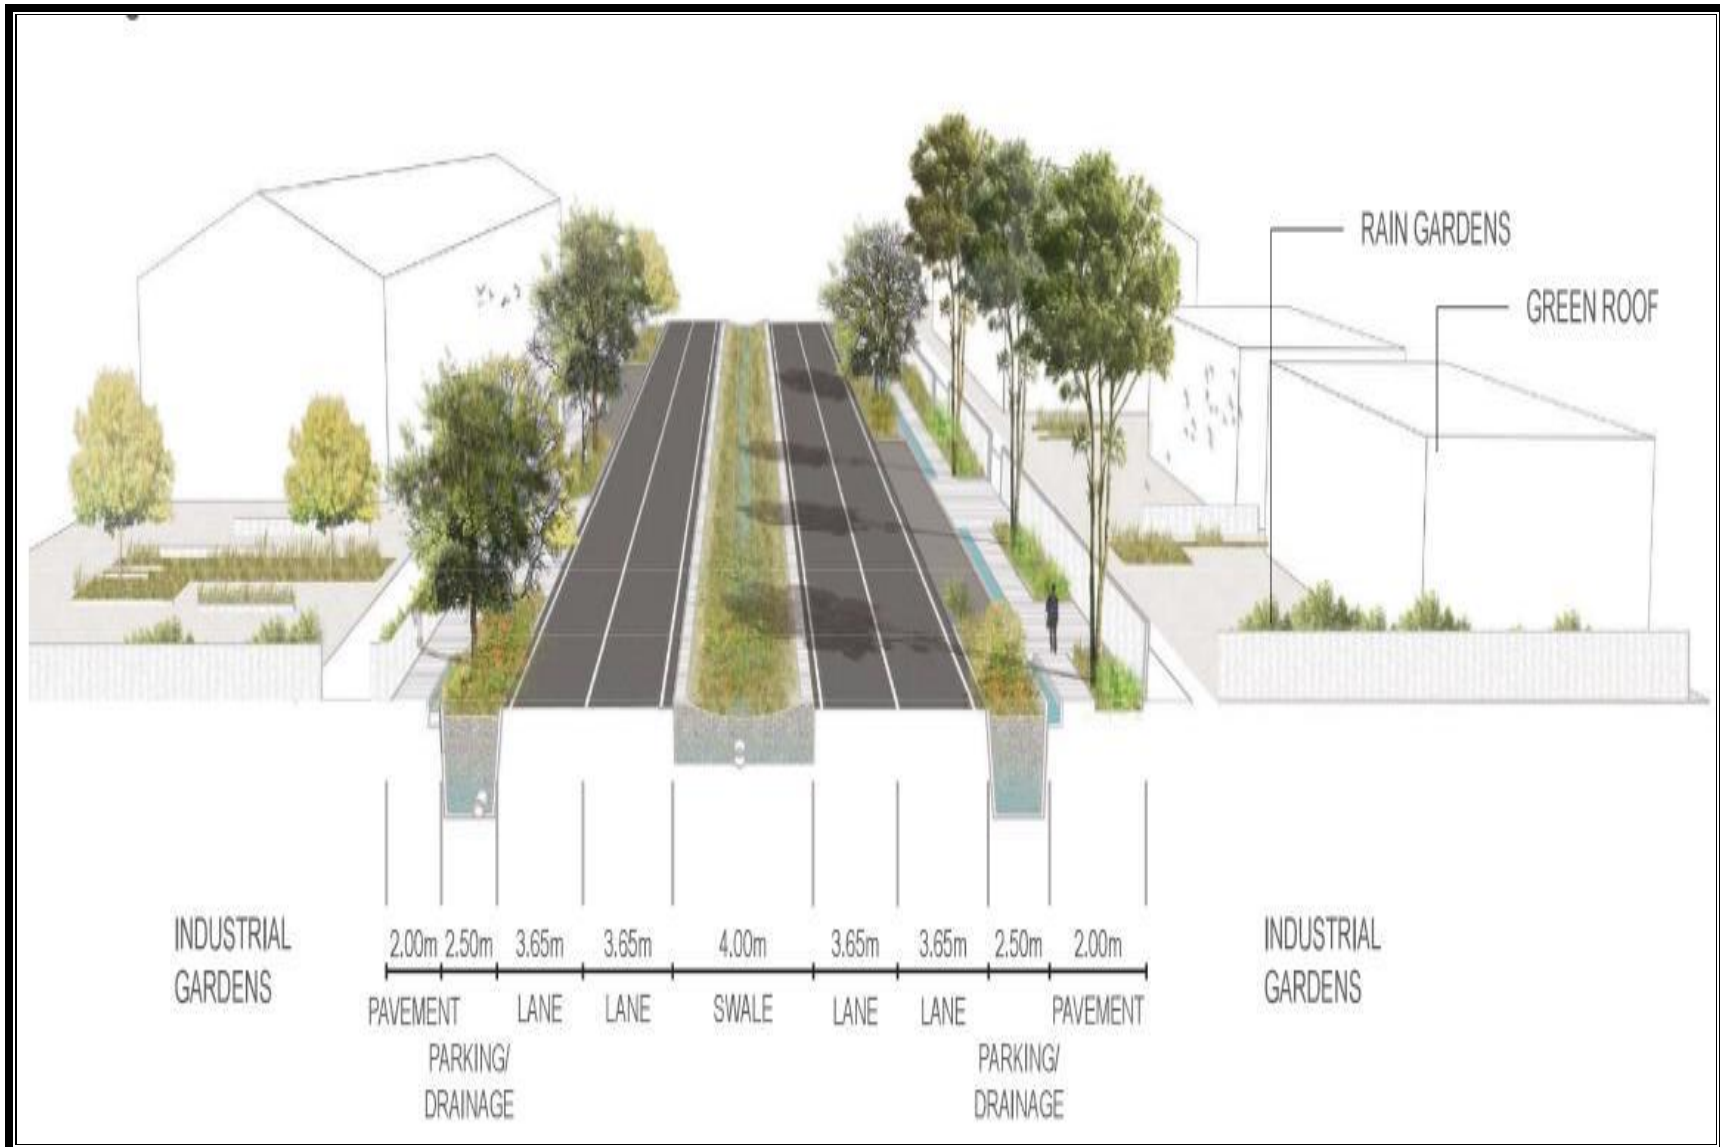 RAIN GARDENS
GREEN ROOF
INDUSTRIAL
GARDENS
2.00m 2.50m 3.65m 3.65m 4.00m 3.65m 3.65m 2.50m 2.00m
PAVEMENT LANE LANE SWALE LANE LANE PAVEMENT
PARKING/
DRAINAGE
PARKING/
DRAINAGE
INDUSTRIAL
GARDENS